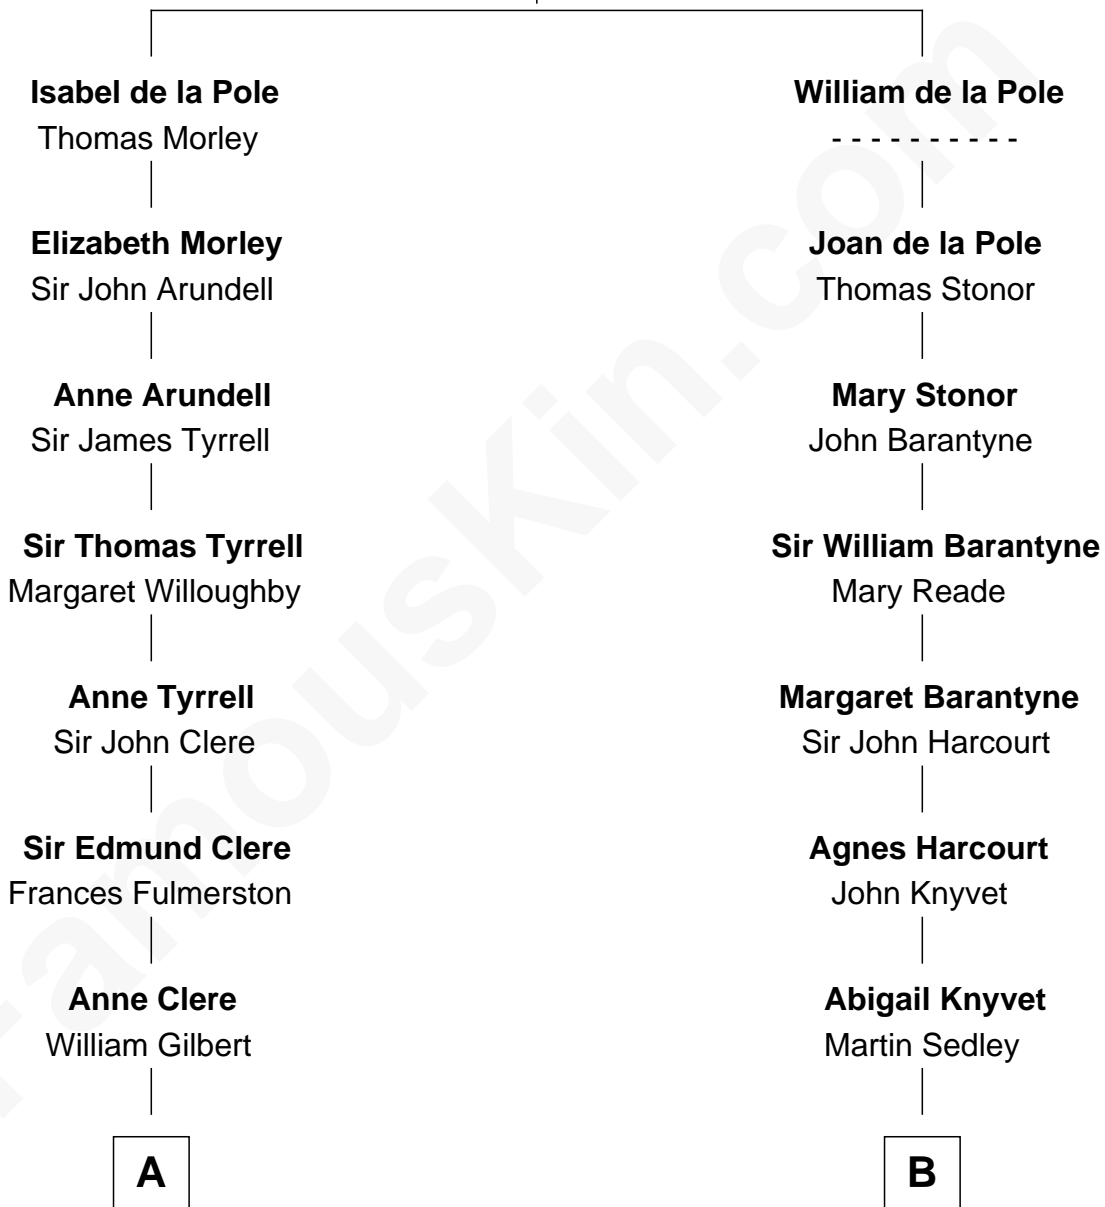 Isabel de la Pole
Thomas Morley
William de la Pole
- - - - - - - - - -
Elizabeth Morley
Sir John Arundell
Joan de la Pole
Thomas Stonor
Anne Arundell
Sir James Tyrrell
Mary Stonor
John Barantyne
Sir Thomas Tyrrell
Margaret Willoughby
Sir William Barantyne
Mary Reade
Anne Tyrrell
Sir John Clere
Margaret Barantyne
Sir John Harcourt
Sir Edmund Clere
Frances Fulmerston
Agnes Harcourt
John Knyvet
Anne Clere
William Gilbert
Abigail Knyvet
Martin Sedley
A
B
FamousKin.com